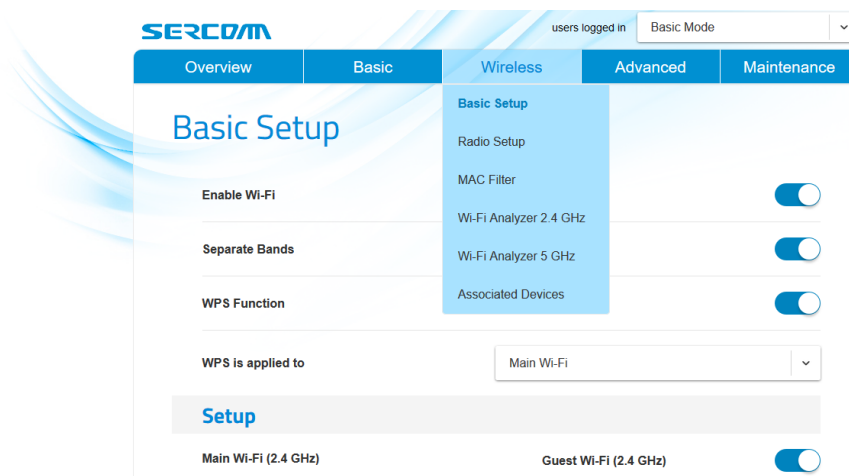 SERCOMM
users logged in Basic Mode
Overview Basic Wireless Advanced Maintenance
Basic Setup
Basic Setup
Radio Setup
MAC Filter
Enable Wi-Fi
Wi-Fi Analyzer 2.4 GHz
Separate Bands
Wi-Fi Analyzer 5 GHz
Associated Devices
WPS Function
WPS is applied to Main Wi-Fi
Setup
Main Wi-Fi (2.4 GHz) Guest Wi-Fi (2.4 GHz)